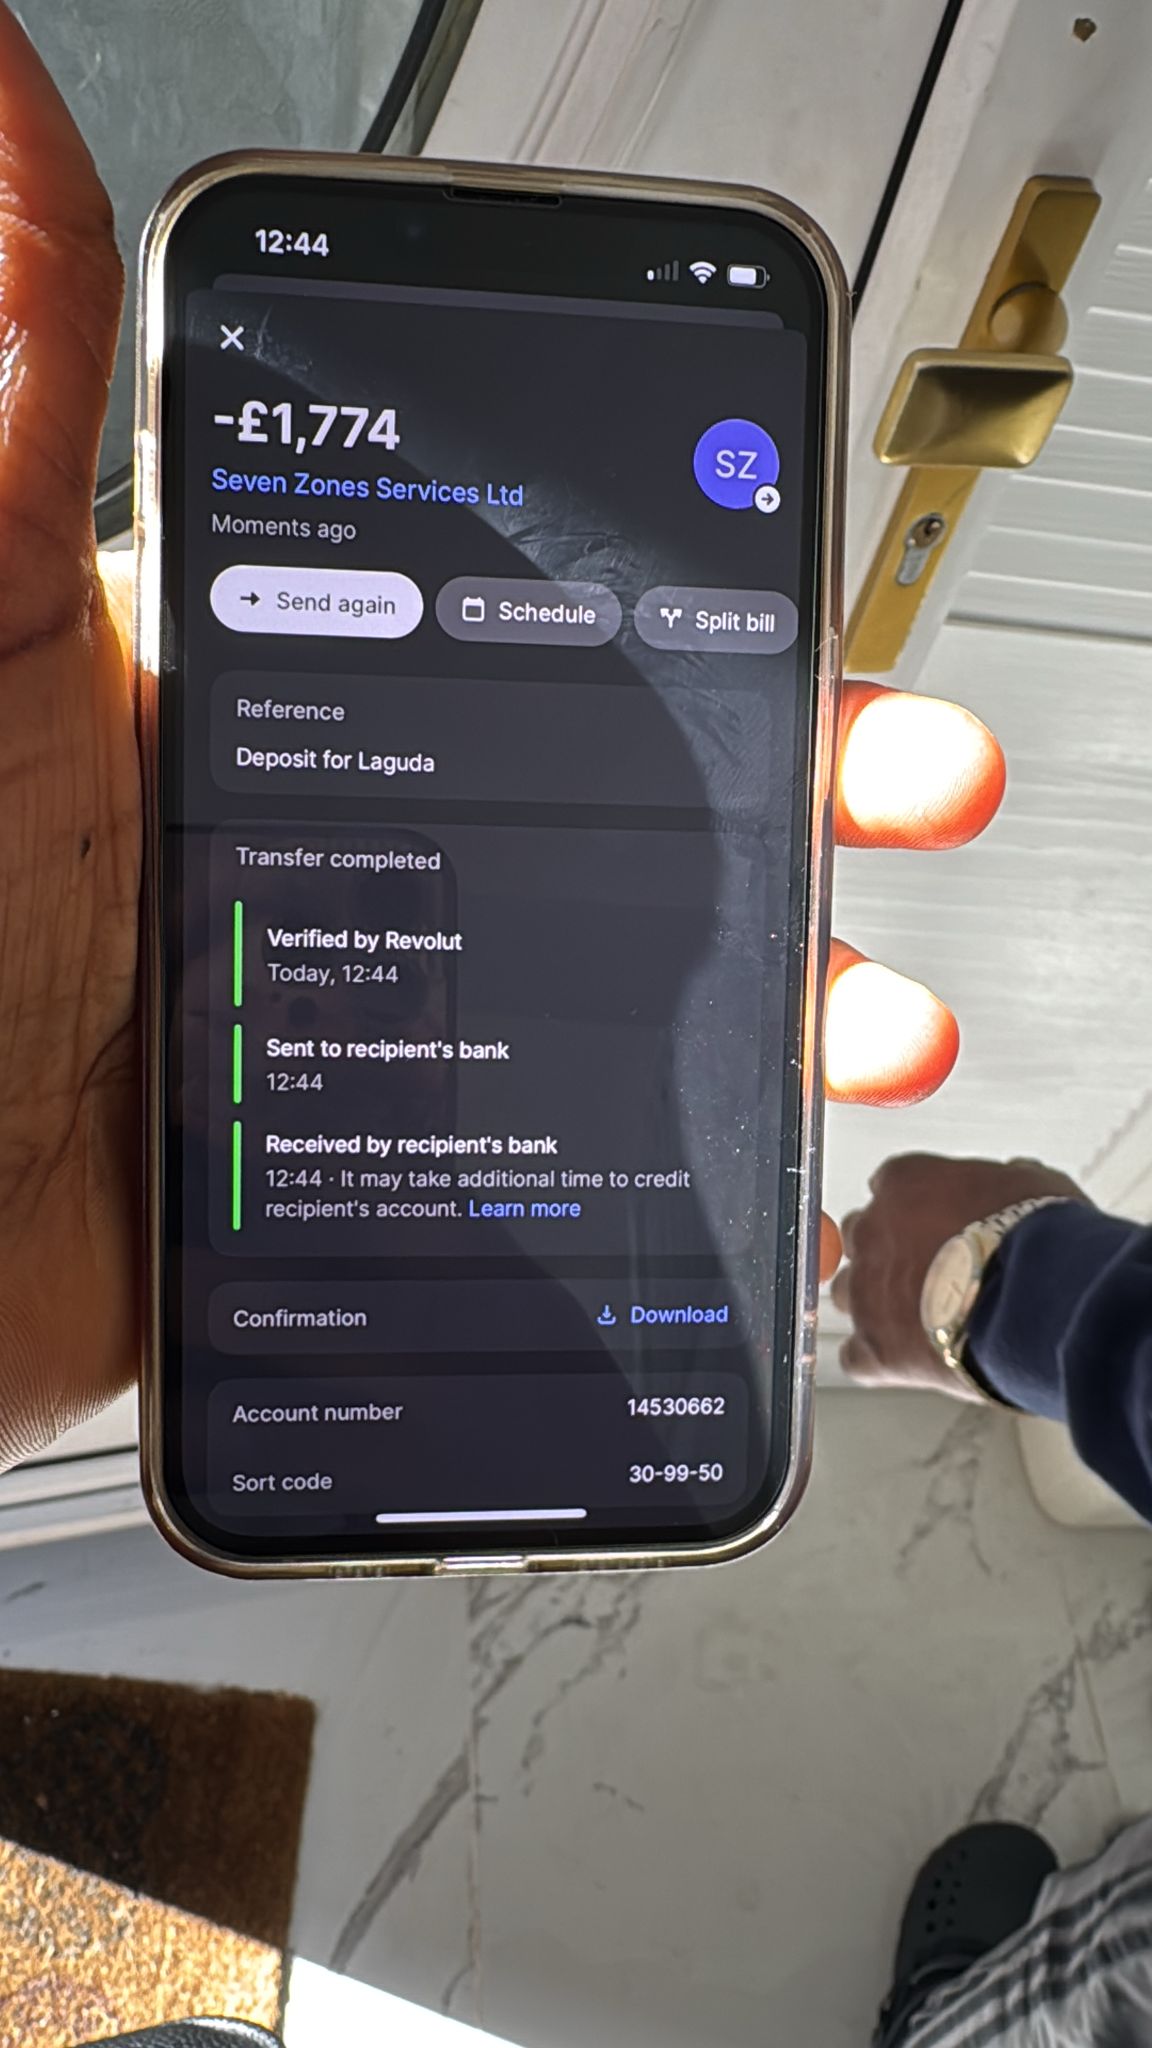 12:44
-£1,774
SZ
Seven Zones Services Ltd
Moments ago
Send again
Schedule
Split bill
Reference
Deposit for Laguda
Transfer completed
Verified by Revolut
Today, 12:44
Sent to recipient's bank
12:44
Received by recipient's bank
12:44 · It may take additional time to credit
recipient's account. Learn more
Confirmation
Download
Account number
14530662
Sort code
30-99-50